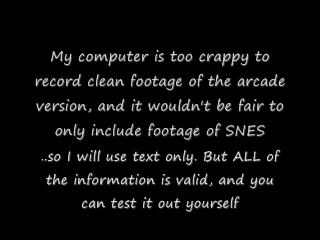 My computer is too crappy to
record clean footage of the arcade
version, and it wouldn't be fair to
only include footage of SNES
..so I will use text only. But ALL of
the information is valid, and you
can test it out yourself